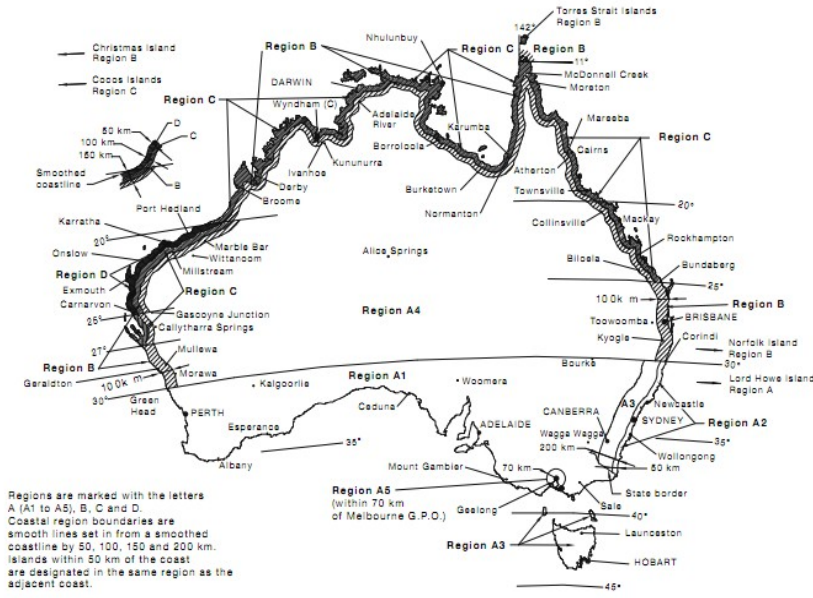 Torres Strait Islands
Region B
142°
Nhulunbuy
Region B
Region C
Region B
11°
Christmas Island
Region B
McDonnell Creek
Cocos Islands
Region C
DARWIN
Moreton
Region C
Wyndham (C)
Adelaide
River
Karumba
Mareeba
50 km
D
C
100 km
150 km
Borroloola
Cairns
Region C
Smoothed
coastline
B
Ivanhoe
Kununurra
Atherton
Derby
Burketown
Townsville
Broome
Port Hedland
Normanton
Collinsville
20°
Karratha
Mackay
20°
Marble Bar
Wittanoom
Rockhampton
Onslow
Alice Springs
Biloela
Millstream
Region D
Bundaberg
Exmouth
Region C
25°
Carnarvon
100k m
Region B
25°
Gascoyne Junction
Region A4
Toowoomba
BRISBANE
Callytharra Springs
Kyogle
Corindi
27°
Norfolk Island
Region B
Region B
Mullewa
Bourke
30°
Geraldton
100k m
Morawa
Region A1
Woomera
Lord Howe Island
Region A
30°
Green
Head
Kalgoorlie
Ceduna
A3
Newcastle
PERTH
CANBERRA
SYDNEY
Region A2
Esperance
ADELAIDE
Wagga Wagga
35°
35°
200 km
Wollongong
Albany
Mount Gambier
70 km
50 km
Region A5
(within 70 km
of Melbourne G.P.O.)
State border
Geelong
Sale
40°
Region A3
Launceston
HOBART
45°
Regions are marked with the letters
A (A1 to A5), B, C and D.
Coastal region boundaries are
smooth lines set in from a smoothed
coastline by 50, 100, 150 and 200 km.
Islands within 50 km of the coast
are designated in the same region as the
adjacent coast.